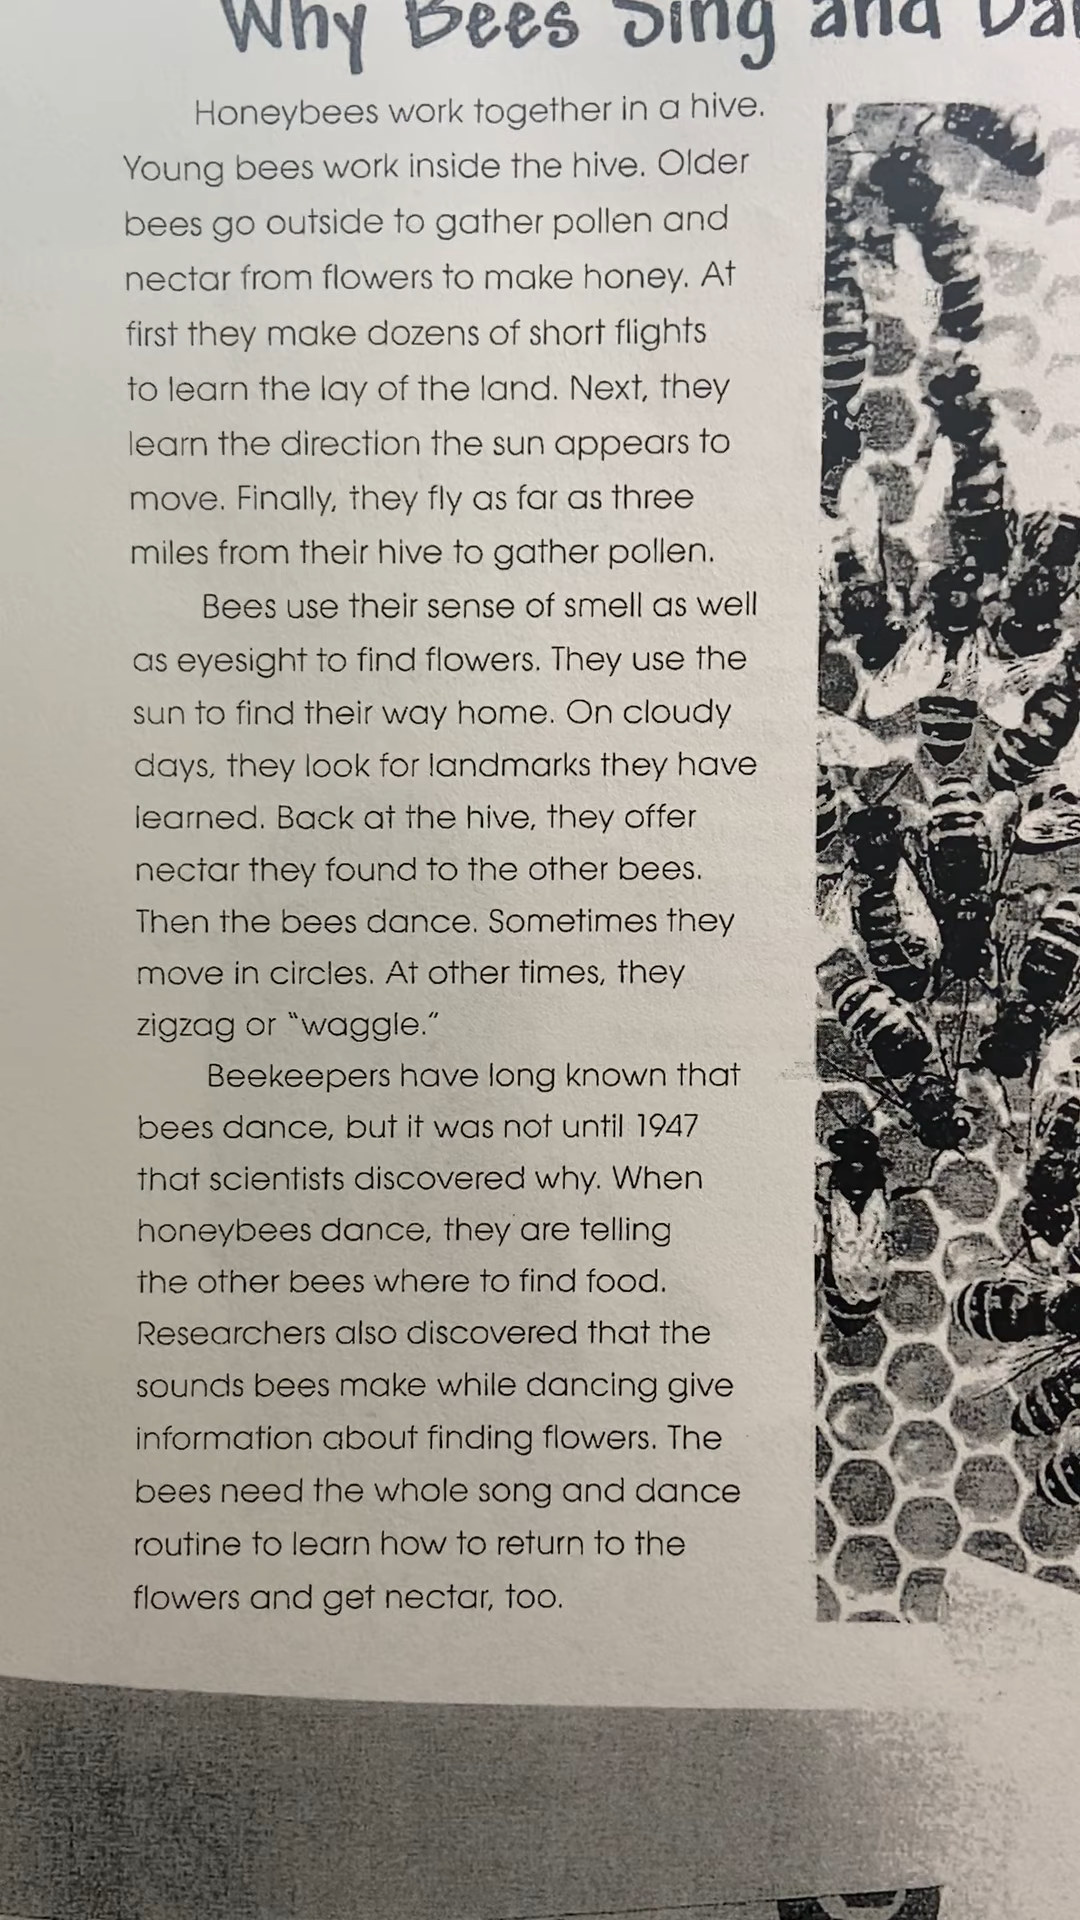 Why Bees Sing and
Honeybees work together in a hive.
Young bees work inside the hive. Older
bees go outside to gather pollen and
nectar from flowers to make honey. At
first they make dozens of short flights
to learn the lay of the land. Next, they
learn the direction the sun appears to
move. Finally, they fly as far as three
miles from their hive to gather pollen.
Bees use their sense of smell as well
as eyesight to find flowers. They use the
sun to find their way home. On cloudy
days, they look for landmarks they have
learned. Back at the hive, they offer
nectar they found to the other bees.
Then the bees dance. Sometimes they
move in circles. At other times, they
zigzag or “waggle.”
Beekeepers have long known that
bees dance, but it was not until 1947
that scientists discovered why. When
honeybees dance, they are telling
the other bees where to find food.
Researchers also discovered that the
sounds bees make while dancing give
information about finding flowers. The
bees need the whole song and dance
routine to learn how to return to the
flowers and get nectar, too.